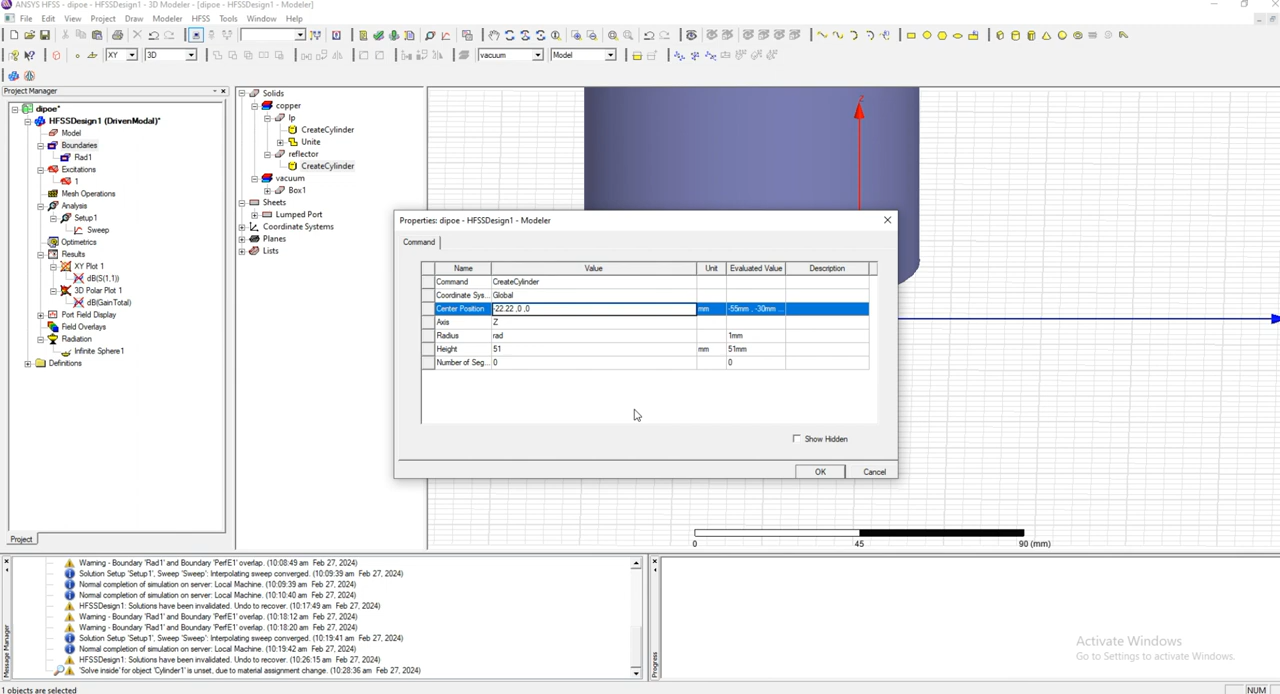 ANSYS HFSS - dipoe - HFSSDesign1 - 3D Modeler - [dipoe - HFSSDesign1 - Modeler]
File Edit View Project Draw Modeler HFSS Tools Window Help
XY 3D vacuum Model
Project Manager
dipoe*
HFSSDesign1 (DrivenModal)*
Model
Boundaries
Rad1
Excitations
1
Mesh Operations
Analysis
Setup1
Sweep
Optimetrics
Results
XY Plot 1
dB(S(1,1))
3D Polar Plot 1
dB(GainTotal)
Port Field Display
Field Overlays
Radiation
Infinite Sphere1
Definitions
Project
Solids
copper
lp
CreateCylinder
Unite
reflector
CreateCylinder
vacuum
Box1
Sheets
Lumped Port
Coordinate Systems
Planes
Lists
Z
Properties: dipoe - HFSSDesign1 - Modeler
Command
Name Value Unit Evaluated Value Description
Command CreateCylinder
Coordinate Sys... Global
Center Position -22.22 ,0 ,0 mm -55mm , -30mm ...
Axis Z
Radius rad 1mm
Height 51 mm 51mm
Number of Seg... 0 0
Show Hidden
OK Cancel
0 45 90 (mm)
Warning - Boundary 'Rad1' and Boundary 'PerfE1' overlap. (10:08:49 am Feb 27, 2024)
Solution Setup 'Setup1', Sweep 'Sweep': Interpolating sweep converged. (10:09:39 am Feb 27, 2024)
Normal completion of simulation on server: Local Machine. (10:09:39 am Feb 27, 2024)
Normal completion of simulation on server: Local Machine. (10:10:40 am Feb 27, 2024)
HFSSDesign1: Solutions have been invalidated. Undo to recover. (10:17:49 am Feb 27, 2024)
Warning - Boundary 'Rad1' and Boundary 'PerfE1' overlap. (10:18:12 am Feb 27, 2024)
Warning - Boundary 'Rad1' and Boundary 'PerfE1' overlap. (10:18:20 am Feb 27, 2024)
Solution Setup 'Setup1', Sweep 'Sweep': Interpolating sweep converged. (10:19:41 am Feb 27, 2024)
Normal completion of simulation on server: Local Machine. (10:19:42 am Feb 27, 2024)
HFSSDesign1: Solutions have been invalidated. Undo to recover. (10:26:15 am Feb 27, 2024)
'Solve inside' for object 'Cylinder1' is unset, due to material assignment change. (10:28:36 am Feb 27, 2024)
Message Manager
Progress
Activate Windows
Go to Settings to activate Windows.
1 objects are selected
NUM